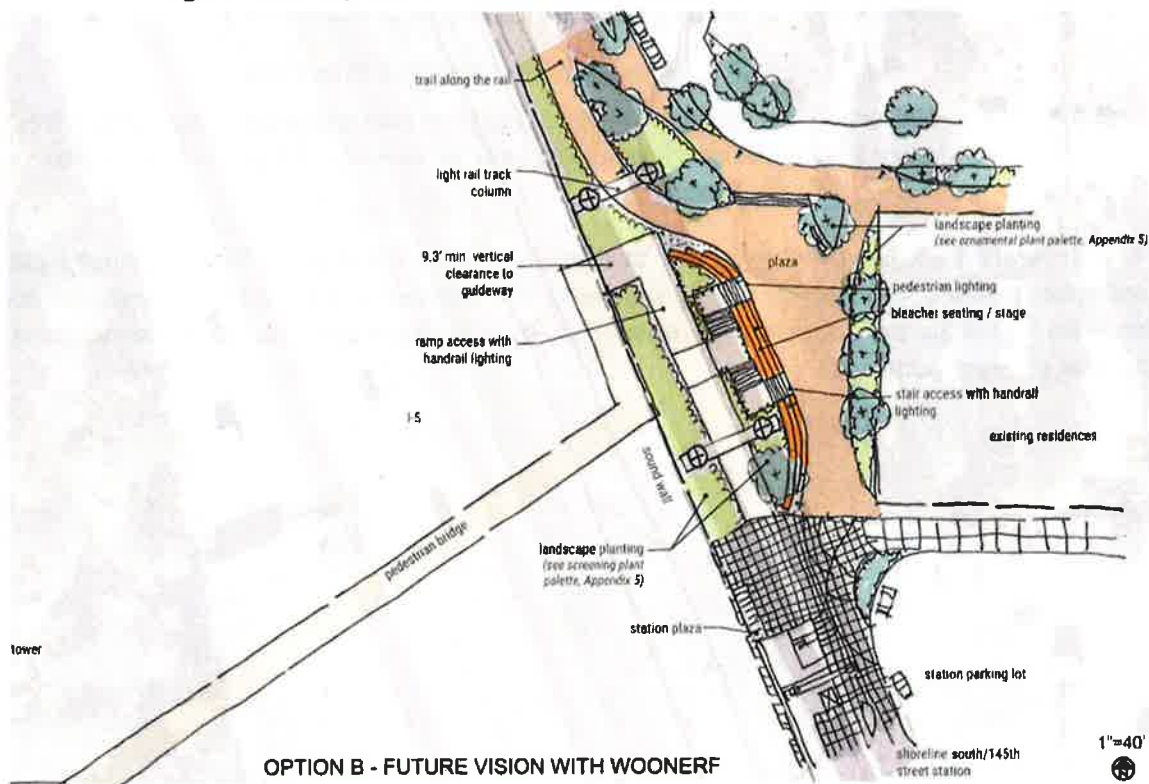 trail along the rail
light rail track
column
9.3' min vertical
clearance to
guideway
ramp access with
handrail lighting
I-5
sound wall
pedestrian bridge
landscape planting
(see screening plant
palette, Appendix 5)
station plaza
tower
plaza
landscape planting
(see ornamental plant palette, Appendix 5)
pedestrian lighting
bleacher seating / stage
stair access with handrail
lighting
existing residences
station parking lot
shoreline south/145th
street station
1"=40'
OPTION B - FUTURE VISION WITH WOONERF